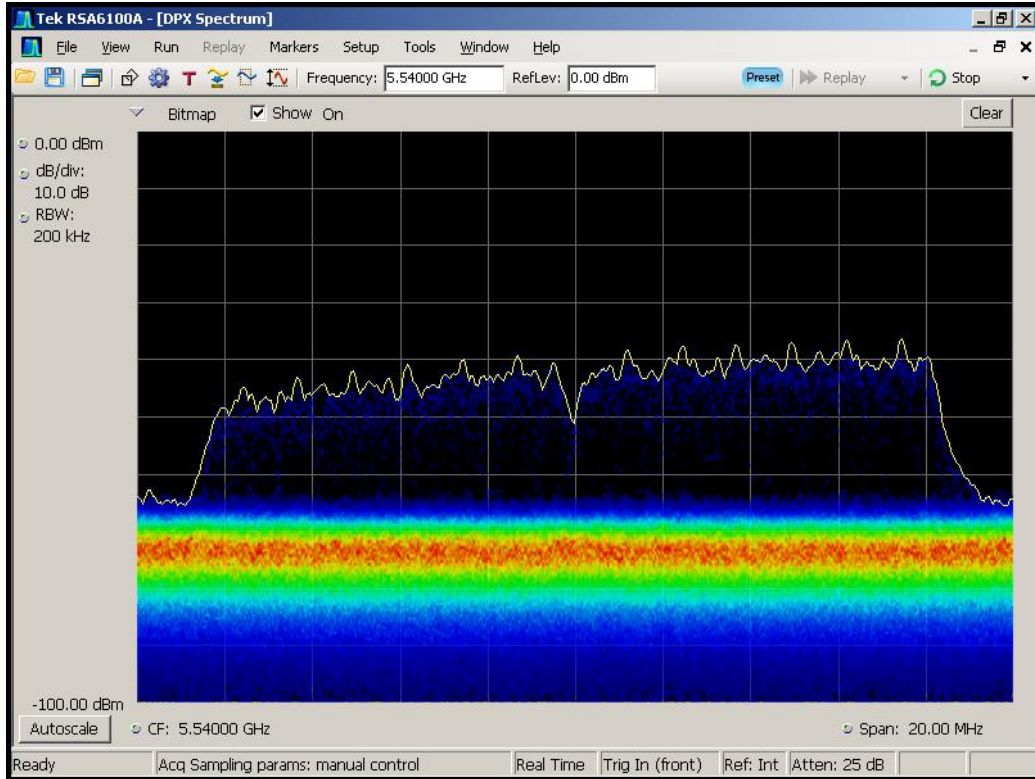 Tek RSA6100A - [DPX Spectrum]
File View Run Replay Markers Setup Tools Window Help
T Frequency: 5.54000 GHz RefLev: 0.00 dBm Preset Replay Stop
Bitmap Show On Clear
0.00 dBm
dB/div:
10.0 dB
RBW:
200 kHz
-100.00 dBm
Autoscale CF: 5.54000 GHz Span: 20.00 MHz
Ready Acq Sampling params: manual control Real Time Trig In (front) Ref: Int Atten: 25 dB